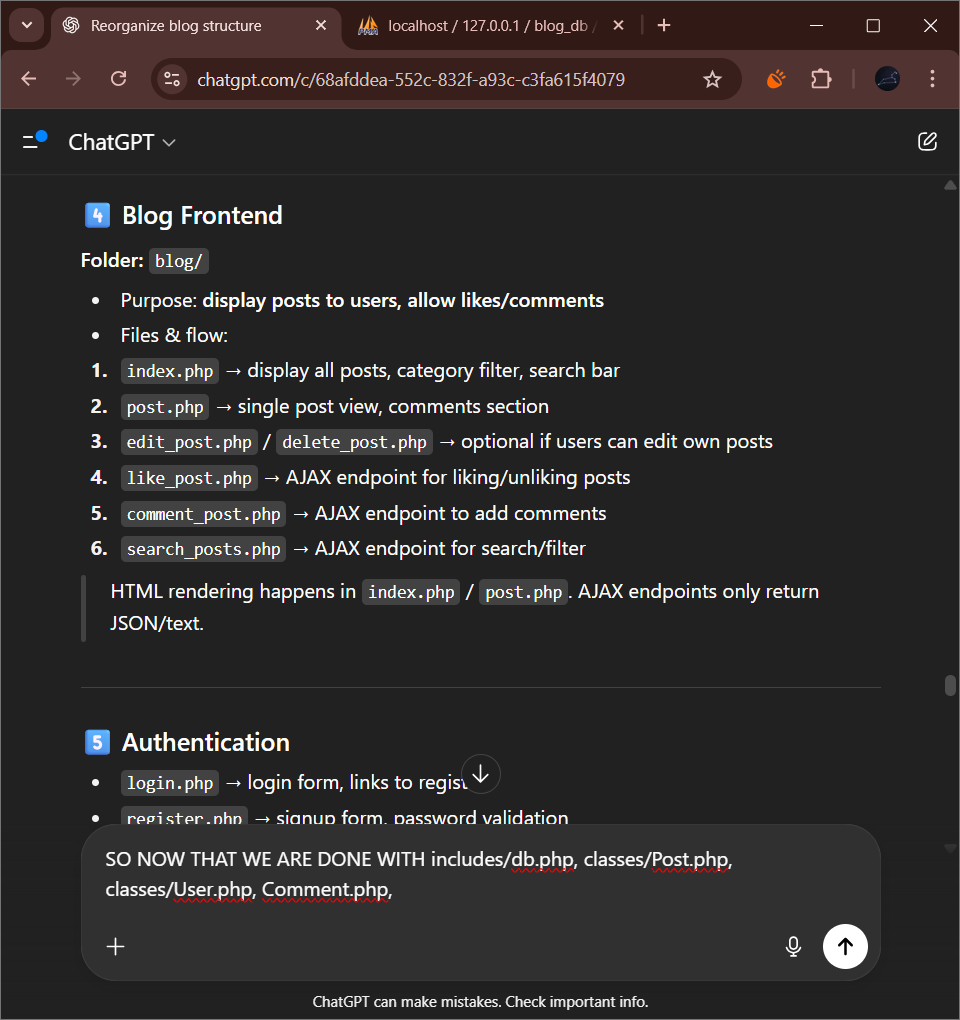 Reorganize blog structure
localhost / 127.0.0.1 / blog_db /
chatgpt.com/c/68afddea-552c-832f-a93c-c3fa615f4079
ChatGPT
4 Blog Frontend
Folder: blog/
• Purpose: display posts to users, allow likes/comments
• Files & flow:
1. index.php → display all posts, category filter, search bar
2. post.php → single post view, comments section
3. edit_post.php / delete_post.php → optional if users can edit own posts
4. like_post.php → AJAX endpoint for liking/unliking posts
5. comment_post.php → AJAX endpoint to add comments
6. search_posts.php → AJAX endpoint for search/filter
HTML rendering happens in index.php / post.php. AJAX endpoints only return
JSON/text.
5 Authentication
• login.php → login form, links to regist
• register.php → signup form, password validation
SO NOW THAT WE ARE DONE WITH includes/db.php, classes/Post.php,
classes/User.php, Comment.php,
ChatGPT can make mistakes. Check important info.